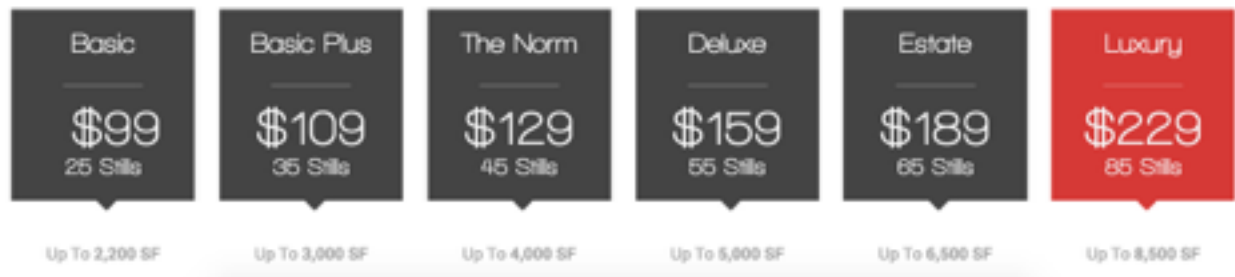 Basic
$99
25 Stills
Up To 2,200 SF
Basic Plus
$109
35 Stills
Up To 3,000 SF
The Norm
$129
45 Stills
Up To 4,000 SF
Deluxe
$159
55 Stills
Up To 5,000 SF
Estate
$189
65 Stills
Up To 6,500 SF
Luxury
$229
85 Stills
Up To 8,500 SF